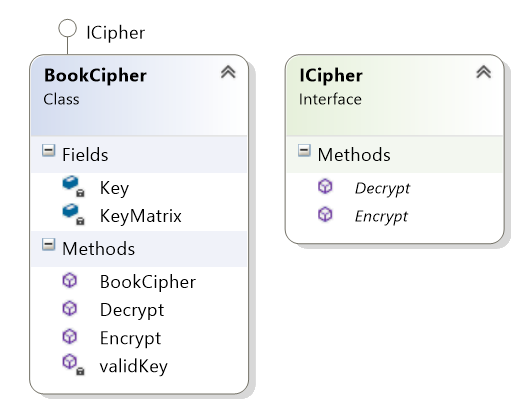 ICipher
BookCipher
Class
Fields
Key
KeyMatrix
Methods
BookCipher
Decrypt
Encrypt
validKey
ICipher
Interface
Methods
Decrypt
Encrypt